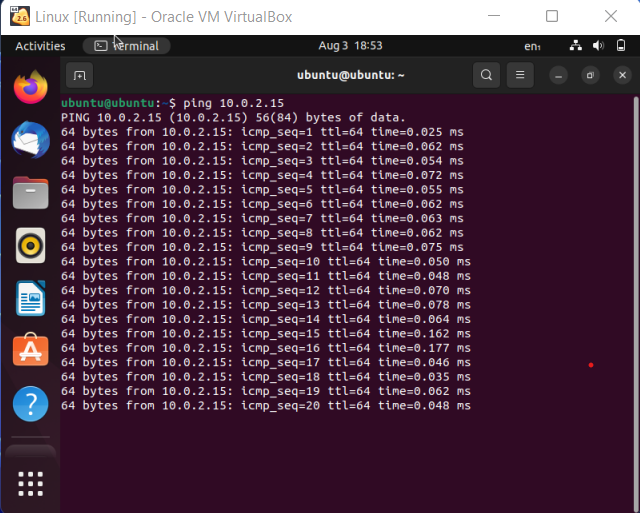 Linux [Running] - Oracle VM VirtualBox
Activities
Terminal
Aug 3 18:53
en₁
ubuntu@ubuntu: ~
ubuntu@ubuntu:~$ ping 10.0.2.15
PING 10.0.2.15 (10.0.2.15) 56(84) bytes of data.
64 bytes from 10.0.2.15: icmp_seq=1 ttl=64 time=0.025 ms
64 bytes from 10.0.2.15: icmp_seq=2 ttl=64 time=0.062 ms
64 bytes from 10.0.2.15: icmp_seq=3 ttl=64 time=0.054 ms
64 bytes from 10.0.2.15: icmp_seq=4 ttl=64 time=0.072 ms
64 bytes from 10.0.2.15: icmp_seq=5 ttl=64 time=0.055 ms
64 bytes from 10.0.2.15: icmp_seq=6 ttl=64 time=0.062 ms
64 bytes from 10.0.2.15: icmp_seq=7 ttl=64 time=0.063 ms
64 bytes from 10.0.2.15: icmp_seq=8 ttl=64 time=0.062 ms
64 bytes from 10.0.2.15: icmp_seq=9 ttl=64 time=0.075 ms
64 bytes from 10.0.2.15: icmp_seq=10 ttl=64 time=0.050 ms
64 bytes from 10.0.2.15: icmp_seq=11 ttl=64 time=0.048 ms
64 bytes from 10.0.2.15: icmp_seq=12 ttl=64 time=0.070 ms
64 bytes from 10.0.2.15: icmp_seq=13 ttl=64 time=0.078 ms
64 bytes from 10.0.2.15: icmp_seq=14 ttl=64 time=0.064 ms
64 bytes from 10.0.2.15: icmp_seq=15 ttl=64 time=0.162 ms
64 bytes from 10.0.2.15: icmp_seq=16 ttl=64 time=0.177 ms
64 bytes from 10.0.2.15: icmp_seq=17 ttl=64 time=0.046 ms
64 bytes from 10.0.2.15: icmp_seq=18 ttl=64 time=0.035 ms
64 bytes from 10.0.2.15: icmp_seq=19 ttl=64 time=0.062 ms
64 bytes from 10.0.2.15: icmp_seq=20 ttl=64 time=0.048 ms